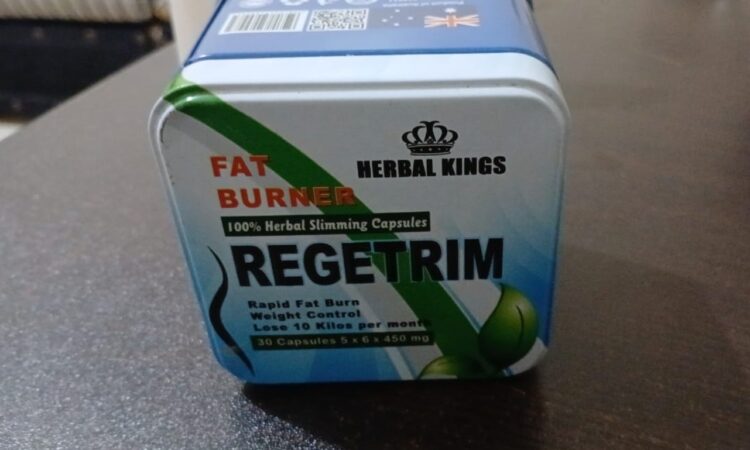 FAT
BURNER
HERBAL KINGS
100% Herbal Slimming Capsules
REGETRIM
Rapid Fat Burn
Weight Control
Lose 10 Kilos per month
30 Capsules 5 x 6 x 450 mg